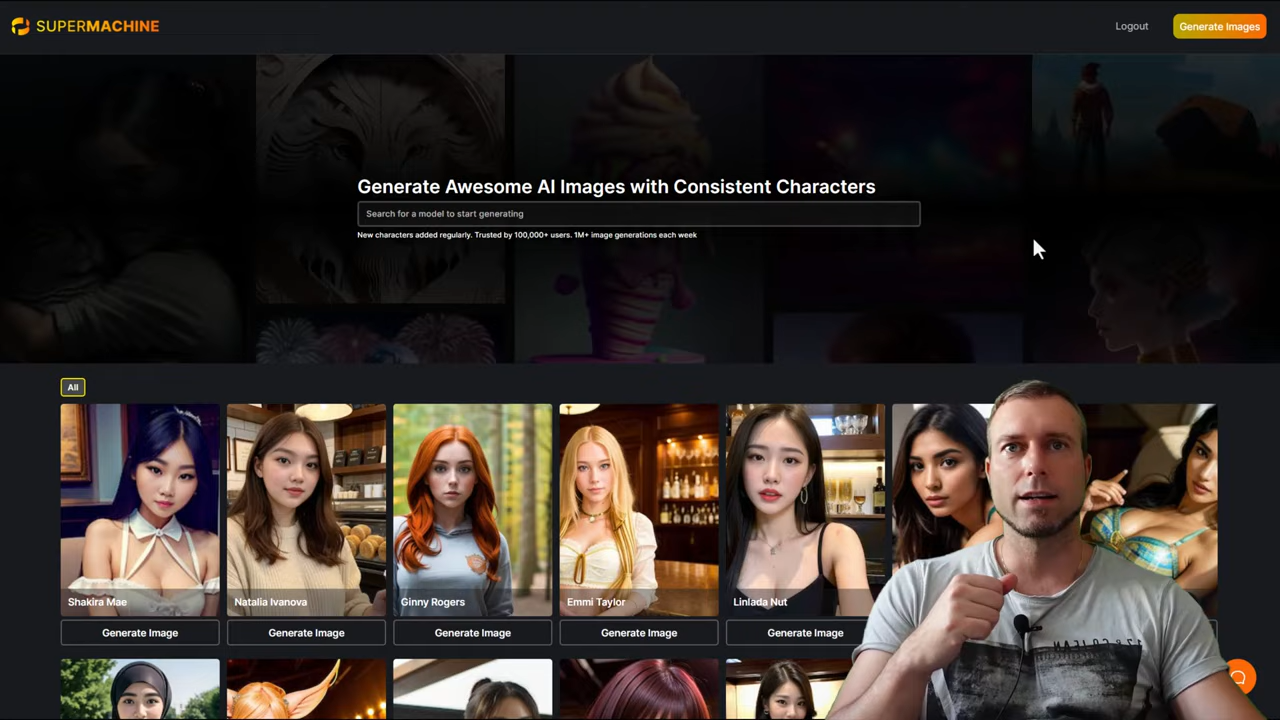 SUPERMACHINE
Logout
Generate Images
Generate Awesome AI Images with Consistent Characters
Search for a model to start generating
New characters added regularly. Trusted by 100,000+ users. 1M+ image generations each week
All
Shakira Mae
Natalia Ivanova
Ginny Rogers
Emmi Taylor
Linlada Nut
Generate Image
Generate Image
Generate Image
Generate Image
Generate Image